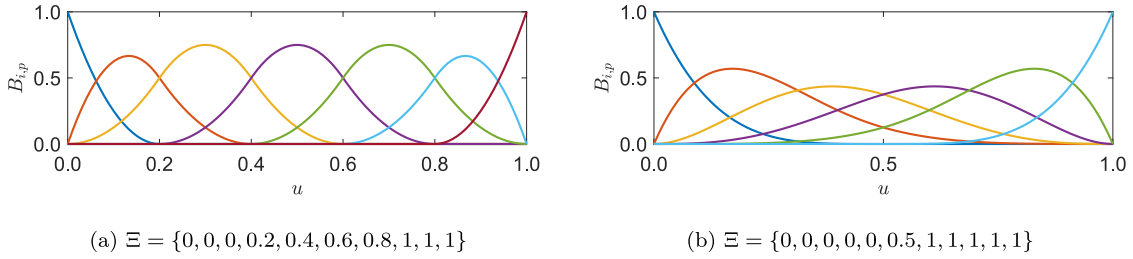 1.0
0.5
0.0
B_{i,p}
0.0 0.2 0.4 0.6 0.8 1.0
u
(a) Ξ = {0, 0, 0, 0.2, 0.4, 0.6, 0.8, 1, 1, 1}
1.0
0.5
0.0
B_{i,p}
0.0 0.5 1.0
u
(b) Ξ = {0, 0, 0, 0, 0, 0.5, 1, 1, 1, 1, 1}